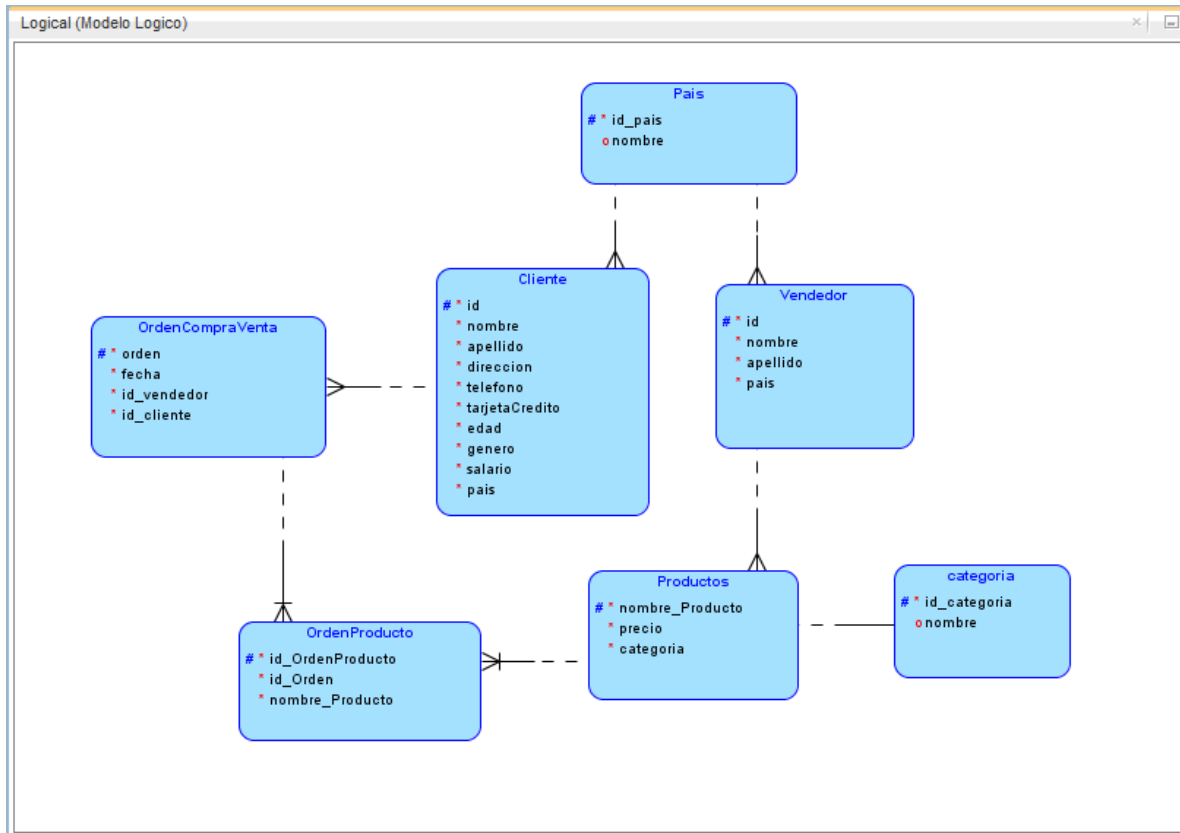 Logical (Modelo Logico)
Pais
# * id_pais
o nombre
Cliente
# * id
* nombre
* apellido
* direccion
* telefono
* tarjetaCredito
* edad
* genero
* salario
* pais
Vendedor
# * id
* nombre
* apellido
* pais
OrdenCompraVenta
# * orden
* fecha
* id_vendedor
* id_cliente
Productos
# * nombre_Producto
* precio
* categoria
categoria
# * id_categoria
o nombre
OrdenProducto
# * id_OrdenProducto
* id_Orden
* nombre_Producto